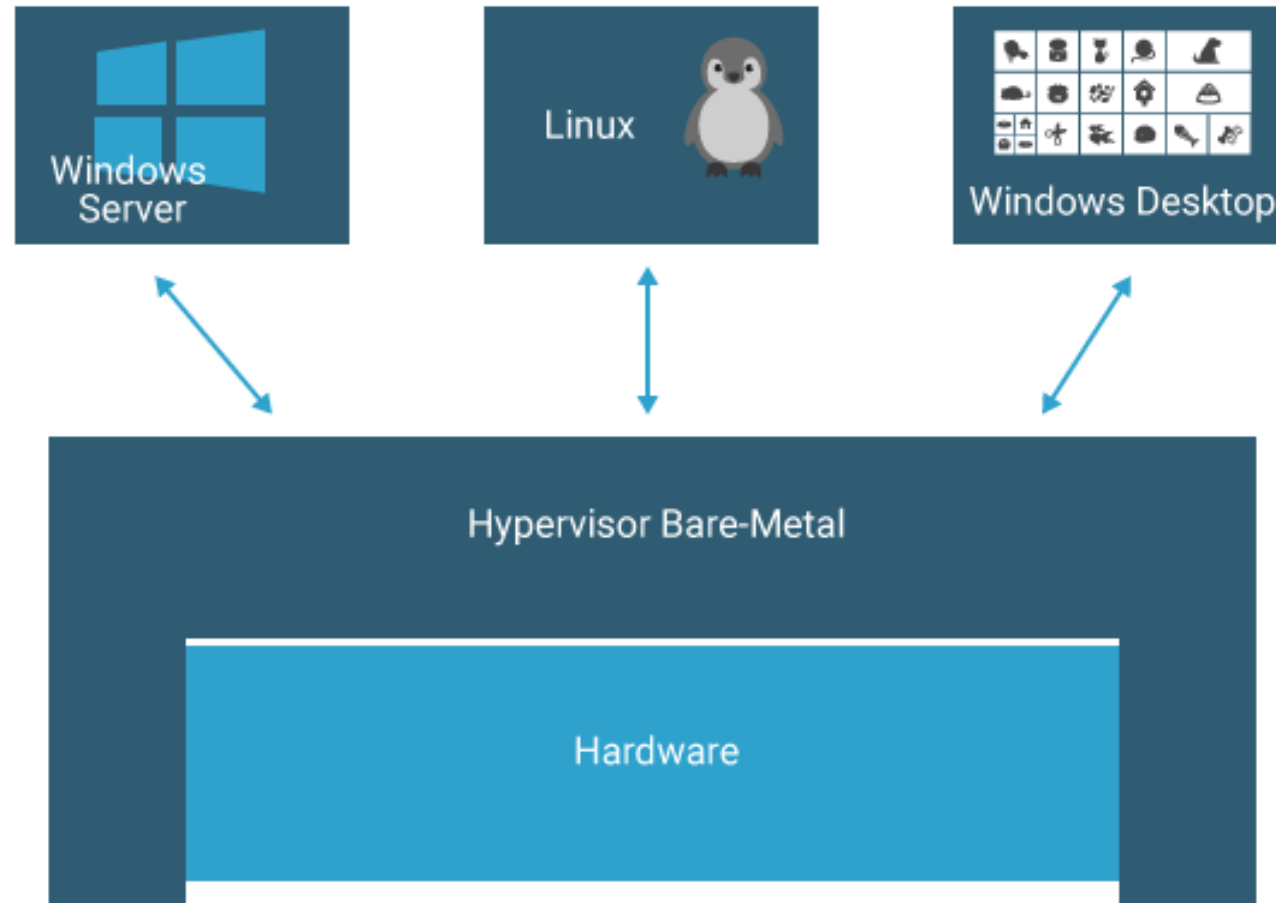 Windows
Server
Linux
Windows Desktop
Hypervisor Bare-Metal
Hardware